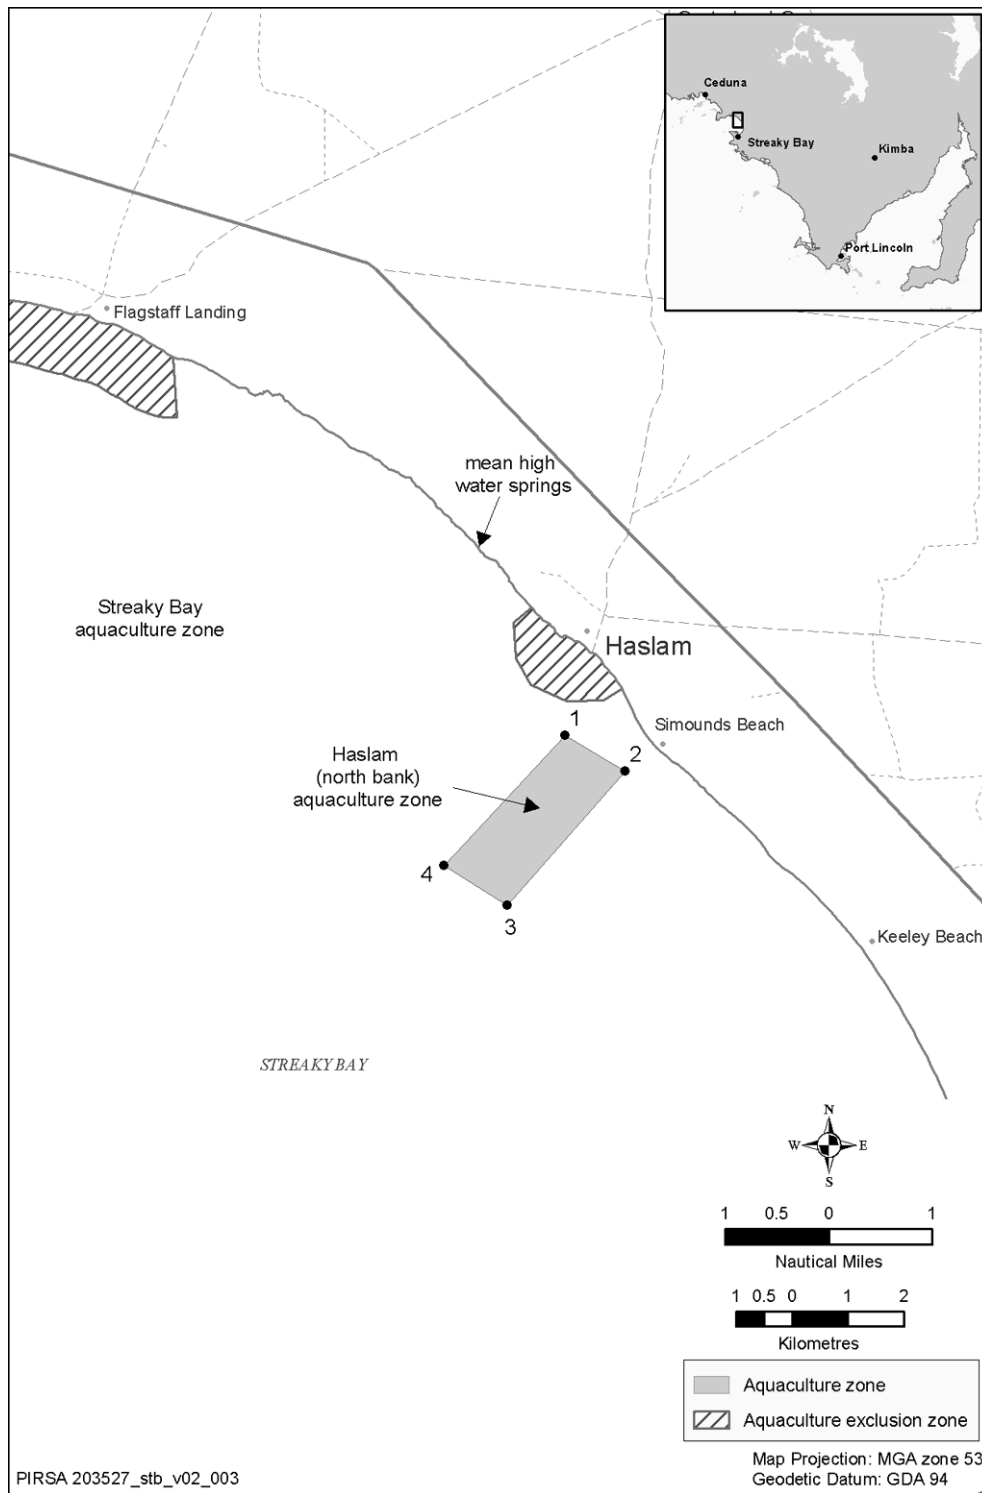 Ceduna
Streaky Bay
Kimba
Port Lincoln
Flagstaff Landing
mean high
water springs
Streaky Bay
aquaculture zone
Haslam
1
Simounds Beach
2
Haslam
(north bank)
aquaculture zone
4
3
Keeley Beach
STREAKY BAY
N
W E
S
1 0.5 0 1
Nautical Miles
1 0.5 0 1 2
Kilometres
Aquaculture zone
Aquaculture exclusion zone
Map Projection: MGA zone 53
Geodetic Datum: GDA 94
PIRSA 203527_stb_v02_003